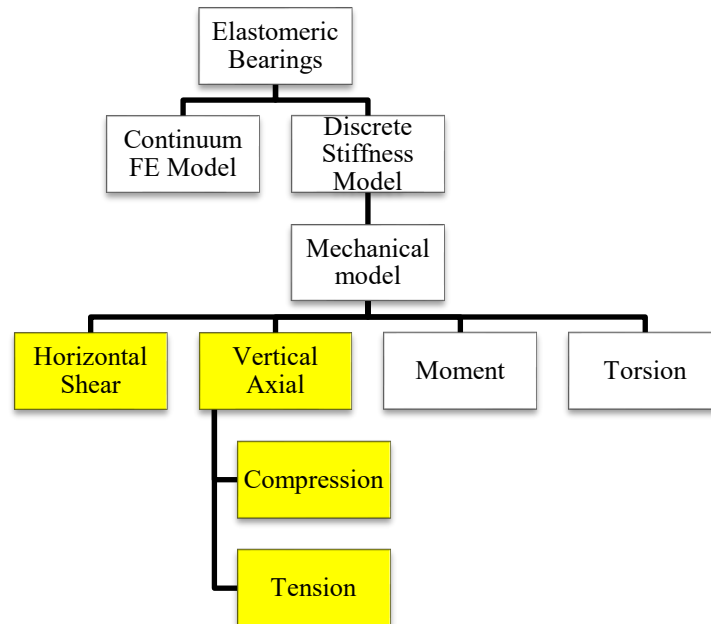 Elastomeric
Bearings
Continuum
FE Model
Discrete
Stiffness
Model
Mechanical
model
Horizontal
Shear
Vertical
Axial
Moment
Torsion
Compression
Tension